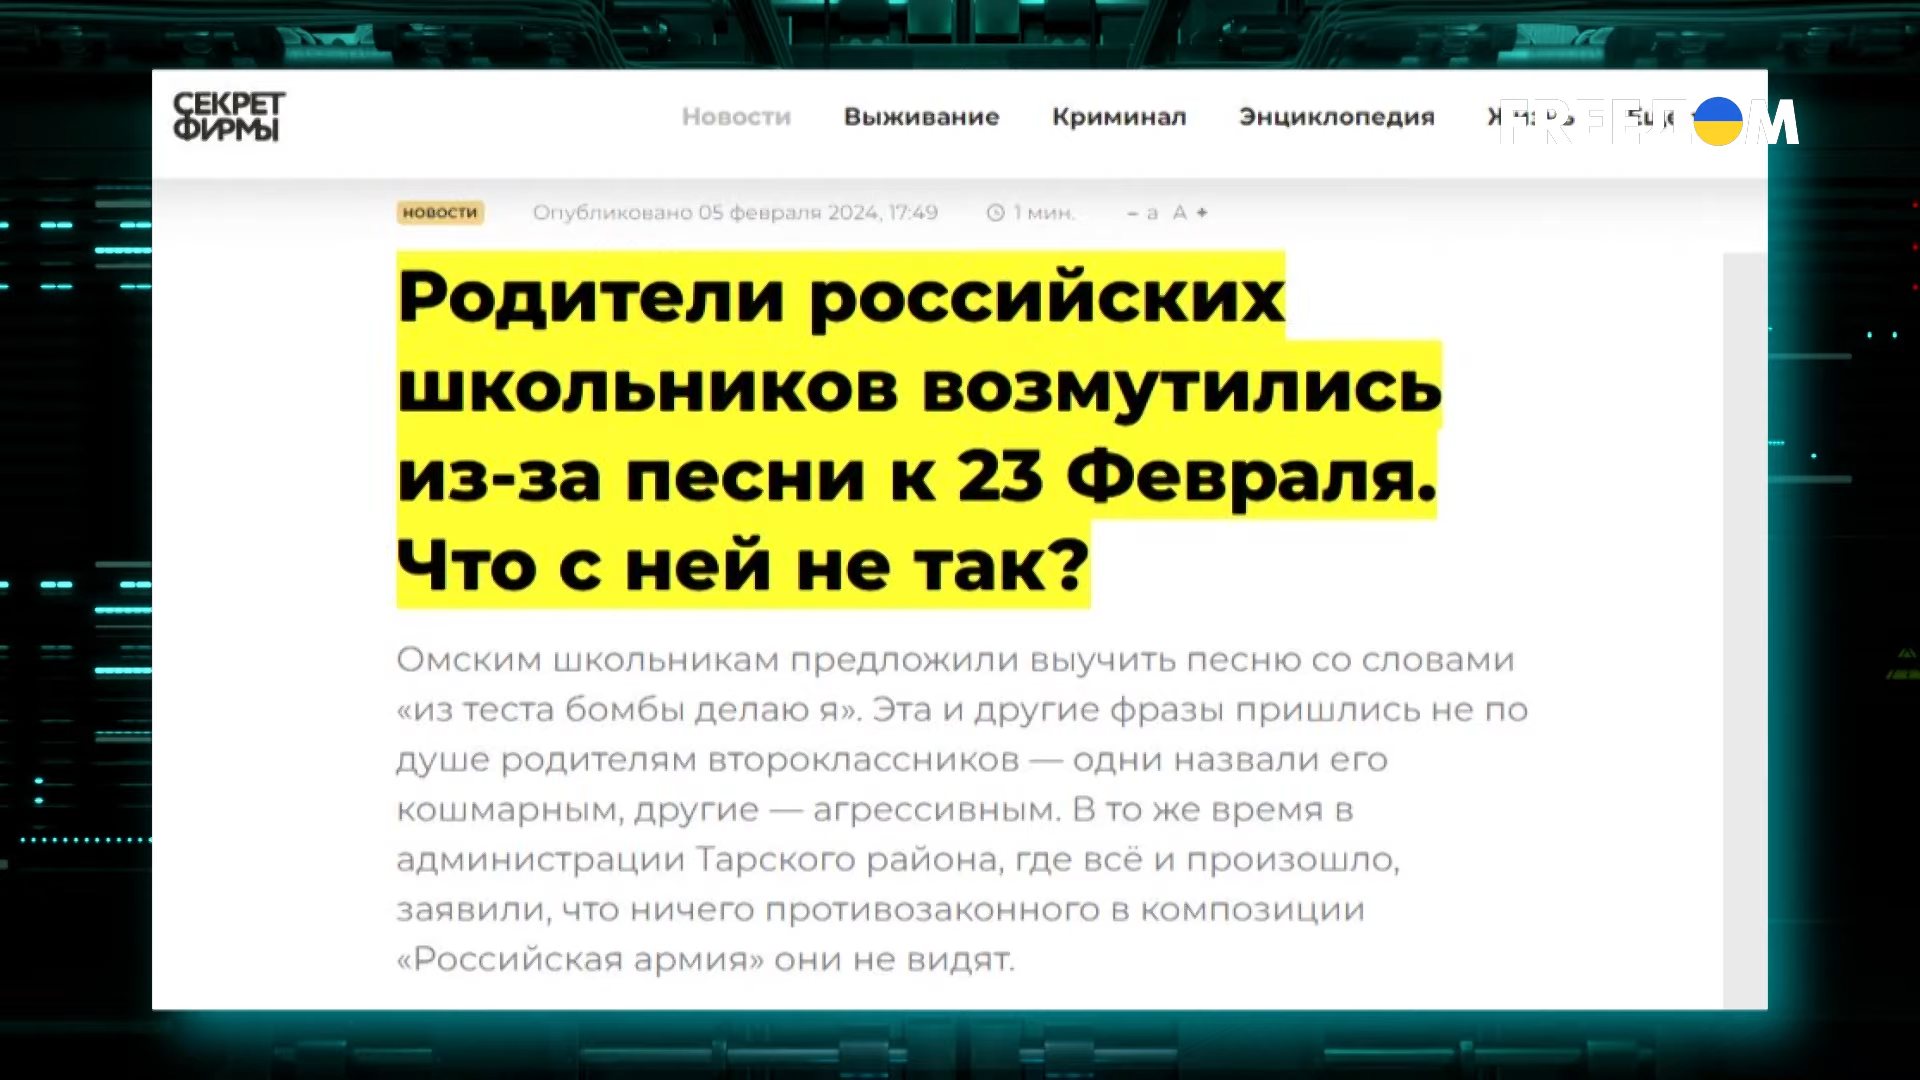 СЕКРЕТ
ФИРМЫ
Новости Выживание Криминал Энциклопедия Жизнь Еще
FREEДOM
НОВОСТИ Опубликовано 05 февраля 2024, 17:49 1 мин. – а А +
Родители российских
школьников возмутились
из-за песни к 23 Февраля.
Что с ней не так?
Омским школьникам предложили выучить песню со словами
«из теста бомбы делаю я». Эта и другие фразы пришлись не по
душе родителям второклассников — одни назвали его
кошмарным, другие — агрессивным. В то же время в
администрации Тарского района, где всё и произошло,
заявили, что ничего противозаконного в композиции
«Российская армия» они не видят.